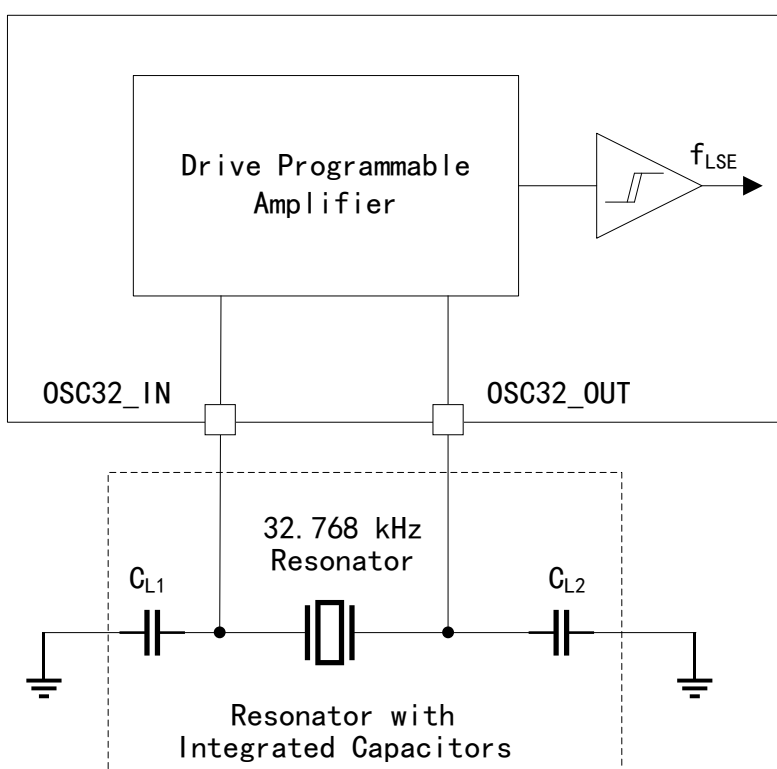 Drive Programmable
Amplifier
fLSE
OSC32_IN
OSC32_OUT
32.768 kHz
Resonator
CL1
CL2
Resonator with
Integrated Capacitors